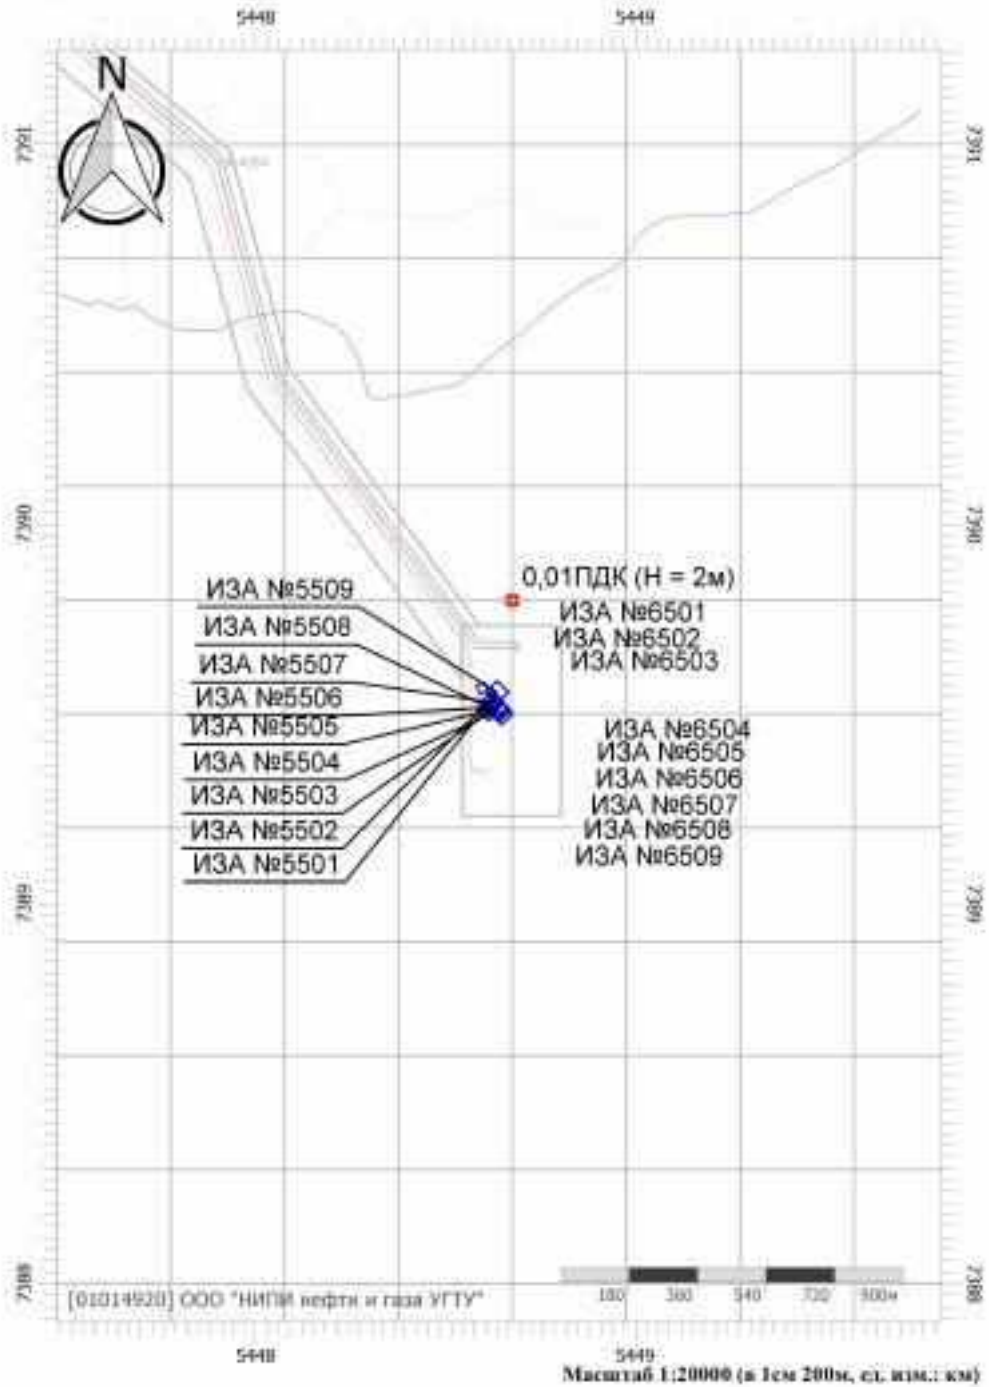 5448 5449
N
7391 7391
7390 7390
0,01ПДК (Н = 2м)
ИЗА №5509
ИЗА №6501
ИЗА №5508
ИЗА №6502
ИЗА №5507
ИЗА №6503
ИЗА №5506
ИЗА №5505
ИЗА №6504
ИЗА №5504
ИЗА №6505
ИЗА №5503
ИЗА №6506
ИЗА №5502
ИЗА №6507
ИЗА №5501
ИЗА №6508
ИЗА №6509
7389 7389
7388 7388
[01014920] ООО "НИПИ нефти и газа УГТУ"
180 360 540 720 900м
5448 5449
Масштаб 1:20000 (в 1см 200м, ед. изм.: км)